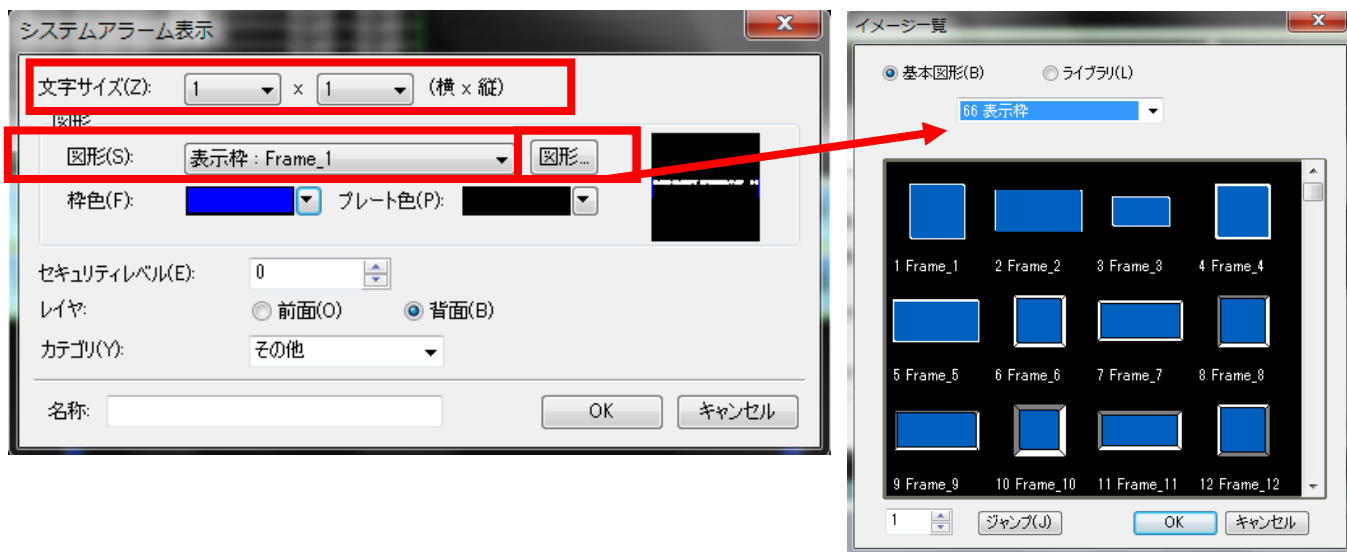 システムアラーム表示
文字サイズ(Z): 1 x 1 (横 x 縦)
図形
図形(S): 表示枠 : Frame_1 図形...
枠色(F): プレート色(P):
セキュリティレベル(E): 0
レイヤ: 前面(O) 背面(B)
カテゴリ(Y): その他
名称: OK キャンセル
イメージ一覧
基本図形(B) ライブラリ(L)
66 表示枠
1 Frame_1 2 Frame_2 3 Frame_3 4 Frame_4
5 Frame_5 6 Frame_6 7 Frame_7 8 Frame_8
9 Frame_9 10 Frame_10 11 Frame_11 12 Frame_12
1 ジャンプ(J) OK キャンセル